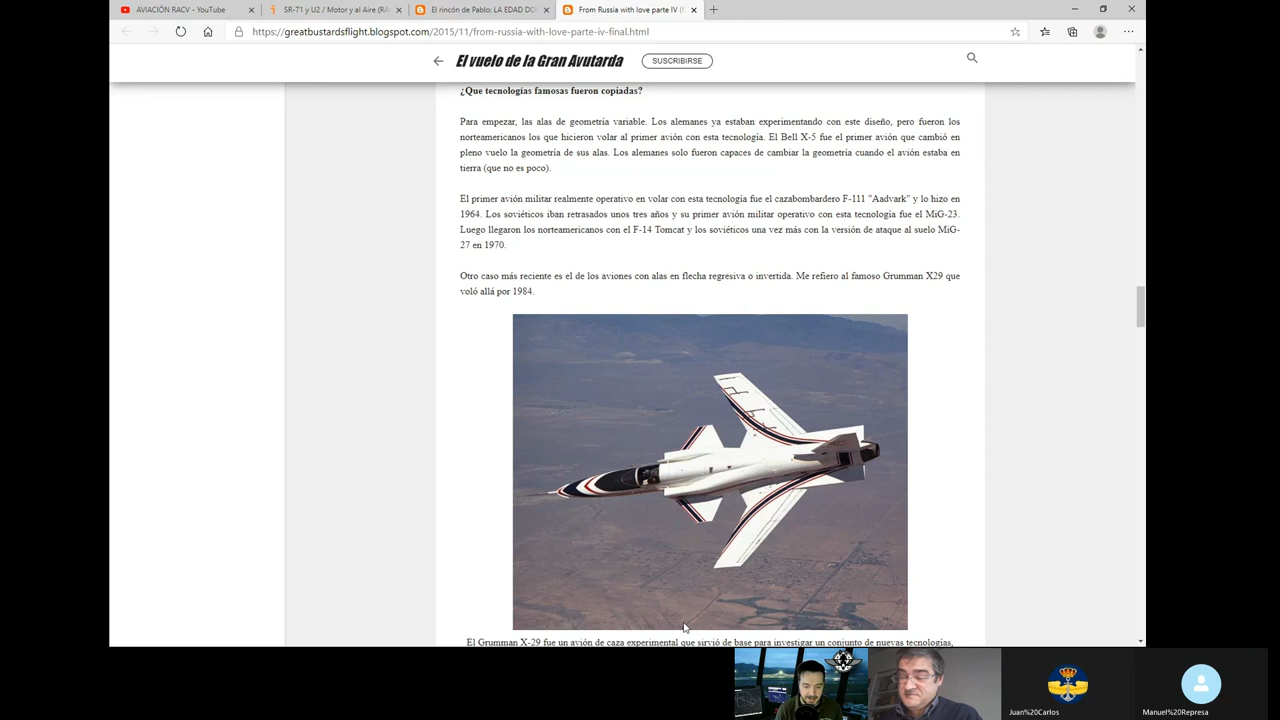 AVIACIÓN RACV - YouTube
SR-71 y U2 / Motor y al Aire (RA
El rincón de Pablo: LA EDAD DO
From Russia with love parte IV (f
https://greatbustardsflight.blogspot.com/2015/11/from-russia-with-love-parte-iv-final.html
El vuelo de la Gran Avutarda
SUSCRIBIRSE
¿Que tecnologías famosas fueron copiadas?
Para empezar, las alas de geometría variable. Los alemanes ya estaban experimentando con este diseño, pero fueron los
norteamericanos los que hicieron volar al primer avión con esta tecnología. El Bell X-5 fue el primer avión que cambió en
pleno vuelo la geometría de sus alas. Los alemanes solo fueron capaces de cambiar la geometría cuando el avión estaba en
tierra (que no es poco).
El primer avión militar realmente operativo en volar con esta tecnología fue el cazabombardero F-111 "Aadvark" y lo hizo en
1964. Los soviéticos iban retrasados unos tres años y su primer avión militar operativo con esta tecnología fue el MiG-23.
Luego llegaron los norteamericanos con el F-14 Tomcat y los soviéticos una vez más con la versión de ataque al suelo MiG-
27 en 1970.
Otro caso más reciente es el de los aviones con alas en flecha regresiva o invertida. Me refiero al famoso Grumman X29 que
voló allá por 1984.
El Grumman X-29 fue un avión de caza experimental que sirvió de base para investigar un conjunto de nuevas tecnologías,
Juan%20Carlos
Manuel%20Represa